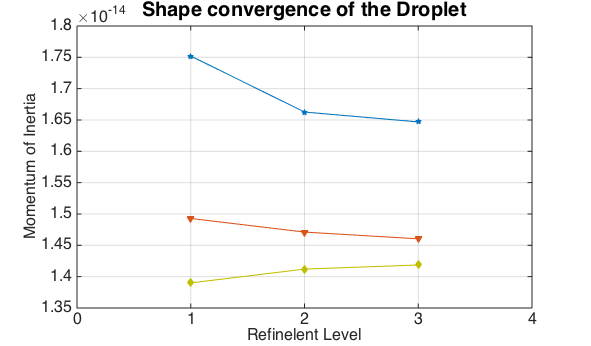 Shape convergence of the Droplet
×10-14
1.8
1.75
1.7
1.65
1.6
1.55
1.5
1.45
1.4
1.35
Momentum of Inertia
0 1 2 3 4
Refinelent Level